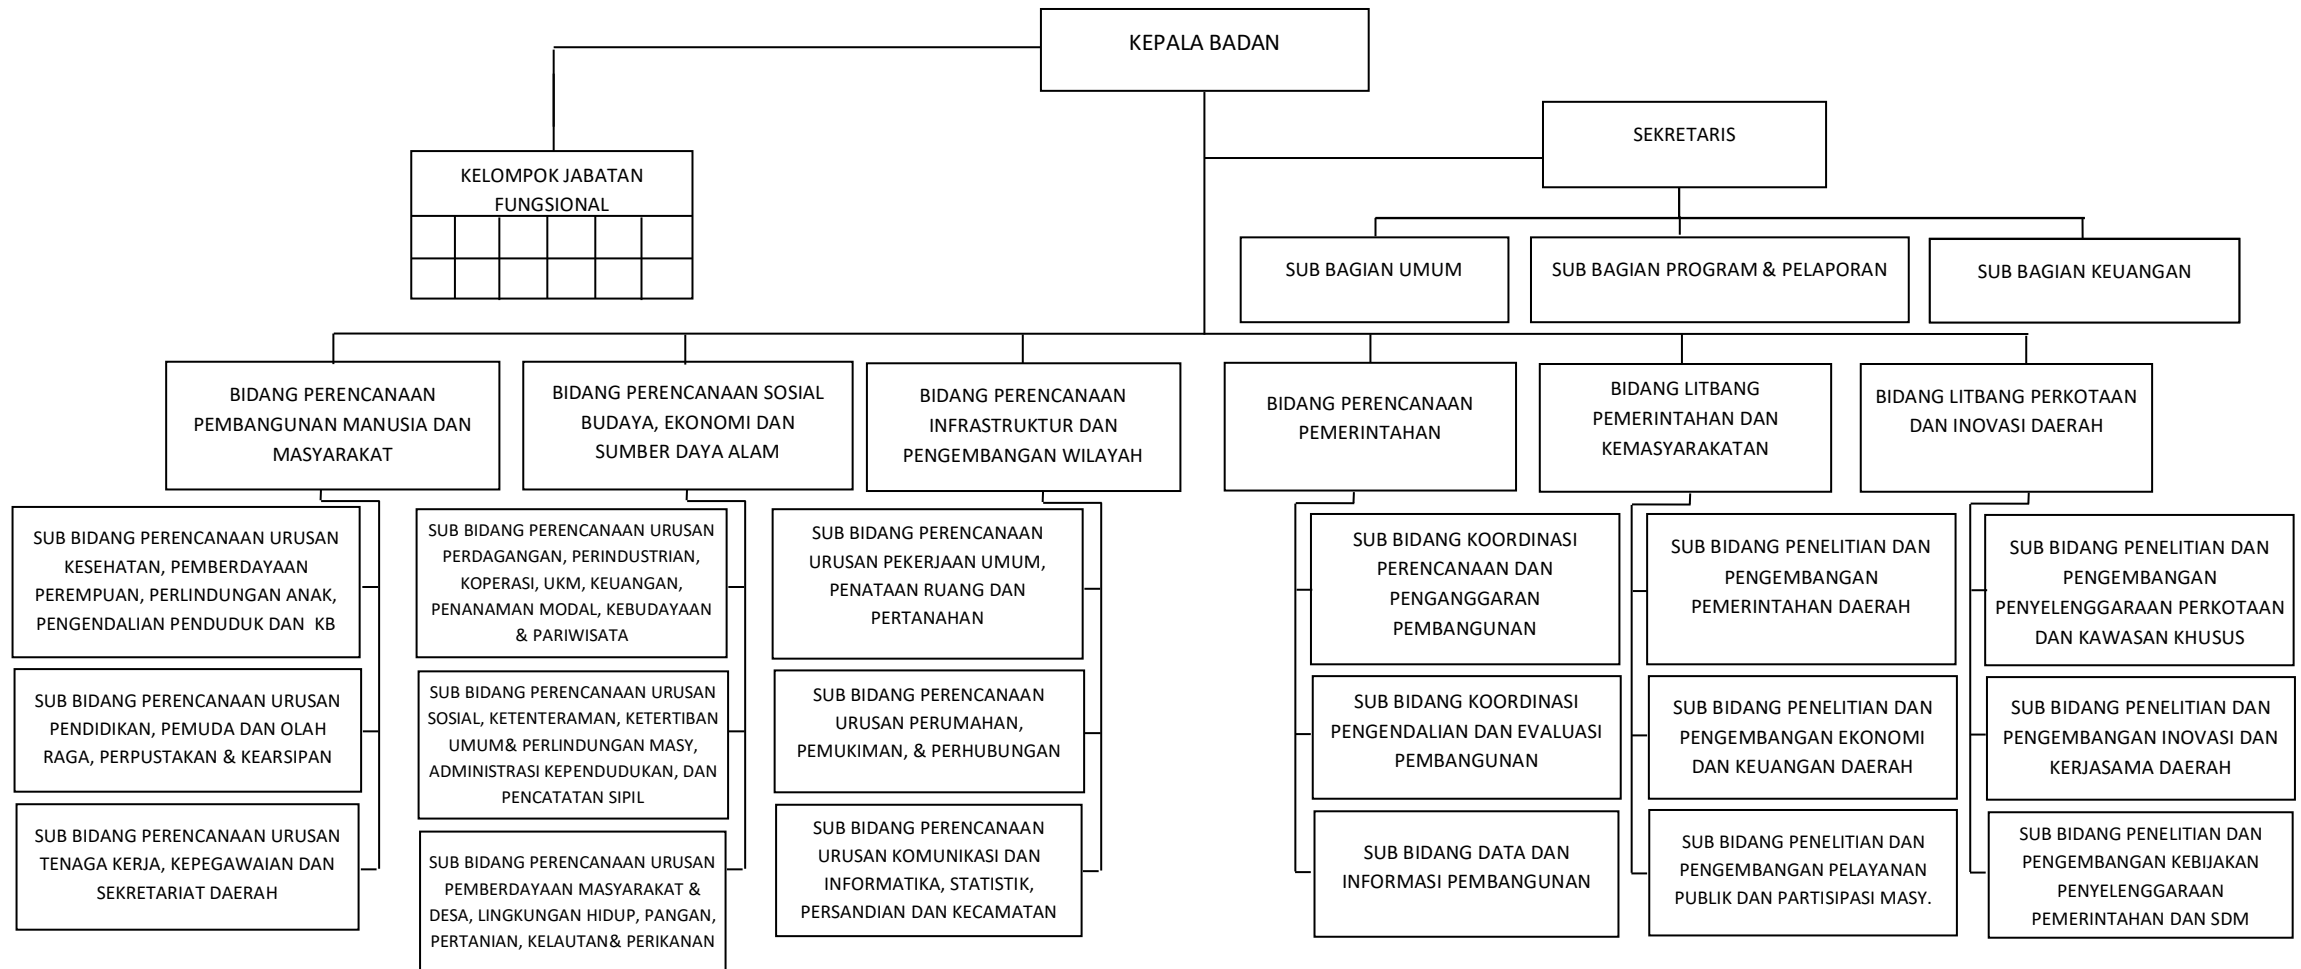 KEPALA BADAN
SEKRETARIS
KELOMPOK JABATAN
FUNGSIONAL
SUB BAGIAN UMUM
SUB BAGIAN PROGRAM & PELAPORAN
SUB BAGIAN KEUANGAN
BIDANG PERENCANAAN
PEMBANGUNAN MANUSIA DAN
MASYARAKAT
BIDANG PERENCANAAN SOSIAL
BUDAYA, EKONOMI DAN
SUMBER DAYA ALAM
BIDANG PERENCANAAN
INFRASTRUKTUR DAN
PENGEMBANGAN WILAYAH
BIDANG PERENCANAAN
PEMERINTAHAN
BIDANG LITBANG
PEMERINTAHAN DAN
KEMASYARAKATAN
BIDANG LITBANG PERKOTAAN
DAN INOVASI DAERAH
SUB BIDANG PERENCANAAN URUSAN
KESEHATAN, PEMBERDAYAAN
PEREMPUAN, PERLINDUNGAN ANAK,
PENGENDALIAN PENDUDUK DAN  KB
SUB BIDANG PERENCANAAN URUSAN
PERDAGANGAN, PERINDUSTRIAN,
KOPERASI, UKM, KEUANGAN,
PENANAMAN MODAL, KEBUDAYAAN
& PARIWISATA
SUB BIDANG PERENCANAAN
URUSAN PEKERJAAN UMUM,
PENATAAN RUANG DAN
PERTANAHAN
SUB BIDANG KOORDINASI
PERENCANAAN DAN
PENGANGGARAN
PEMBANGUNAN
SUB BIDANG PENELITIAN DAN
PENGEMBANGAN
PEMERINTAHAN DAERAH
SUB BIDANG PENELITIAN DAN
PENGEMBANGAN
PENYELENGGARAAN PERKOTAAN
DAN KAWASAN KHUSUS
SUB BIDANG PERENCANAAN URUSAN
PENDIDIKAN, PEMUDA DAN OLAH
RAGA, PERPUSTAKAN & KEARSIPAN
SUB BIDANG PERENCANAAN URUSAN
SOSIAL, KETENTERAMAN, KETERTIBAN
UMUM& PERLINDUNGAN MASY,
ADMINISTRASI KEPENDUDUKAN, DAN
PENCATATAN SIPIL
SUB BIDANG PERENCANAAN
URUSAN PERUMAHAN,
PEMUKIMAN, & PERHUBUNGAN
SUB BIDANG KOORDINASI
PENGENDALIAN DAN EVALUASI
PEMBANGUNAN
SUB BIDANG PENELITIAN DAN
PENGEMBANGAN EKONOMI
DAN KEUANGAN DAERAH
SUB BIDANG PENELITIAN DAN
PENGEMBANGAN INOVASI DAN
KERJASAMA DAERAH
SUB BIDANG PERENCANAAN URUSAN
TENAGA KERJA, KEPEGAWAIAN DAN
SEKRETARIAT DAERAH
SUB BIDANG PERENCANAAN URUSAN
PEMBERDAYAAN MASYARAKAT &
DESA, LINGKUNGAN HIDUP, PANGAN,
PERTANIAN, KELAUTAN& PERIKANAN
SUB BIDANG PERENCANAAN
URUSAN KOMUNIKASI DAN
INFORMATIKA, STATISTIK,
PERSANDIAN DAN KECAMATAN
SUB BIDANG DATA DAN
INFORMASI PEMBANGUNAN
SUB BIDANG PENELITIAN DAN
PENGEMBANGAN PELAYANAN
PUBLIK DAN PARTISIPASI MASY.
SUB BIDANG PENELITIAN DAN
PENGEMBANGAN KEBIJAKAN
PENYELENGGARAAN
PEMERINTAHAN DAN SDM